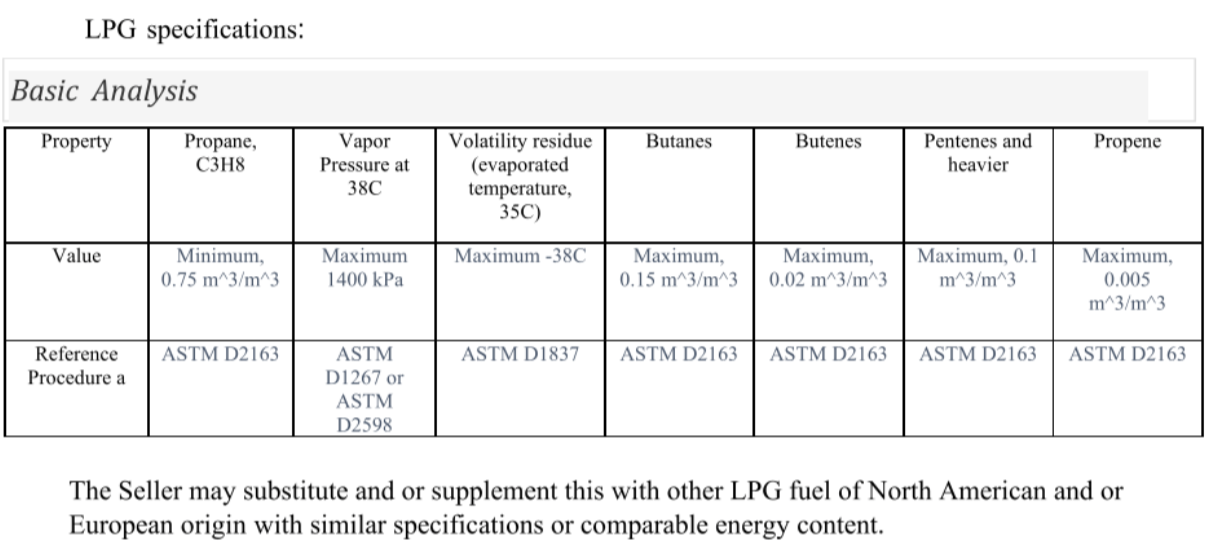 LPG specifications:
Basic Analysis
Property
Propane,
C3H8
Vapor
Pressure at
38C
Volatility residue
(evaporated
temperature,
35C)
Butanes
Butenes
Pentenes and
heavier
Propene
Value
Minimum,
0.75 m^3/m^3
Maximum
1400 kPa
Maximum -38C
Maximum,
0.15 m^3/m^3
Maximum,
0.02 m^3/m^3
Maximum, 0.1
m^3/m^3
Maximum,
0.005
m^3/m^3
Reference
Procedure a
ASTM D2163
ASTM
D1267 or
ASTM
D2598
ASTM D1837
ASTM D2163
ASTM D2163
ASTM D2163
ASTM D2163
The Seller may substitute and or supplement this with other LPG fuel of North American and or
European origin with similar specifications or comparable energy content.